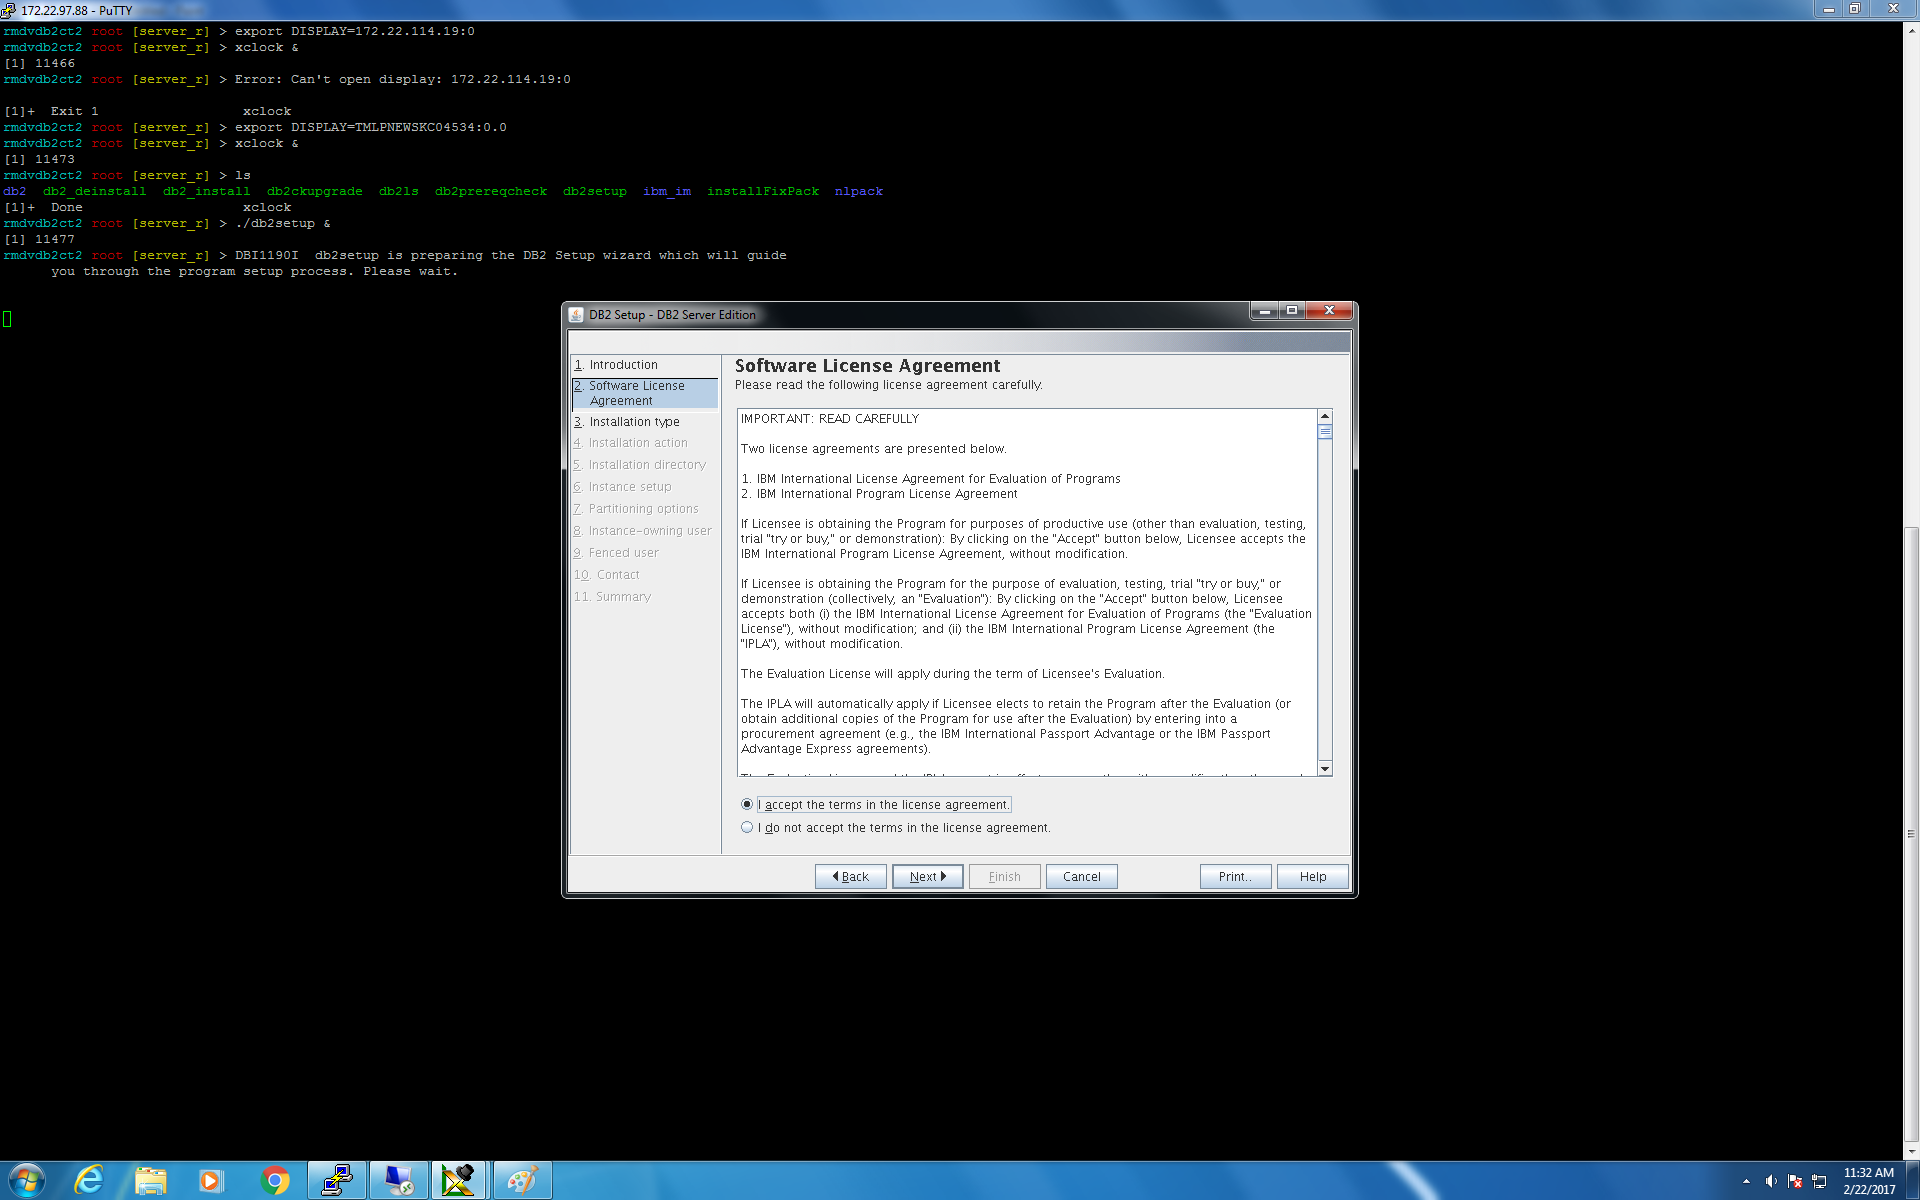 172.22.97.88 - PuTTY
rmdvdb2ct2 root [server_r] > export DISPLAY=172.22.114.19:0
rmdvdb2ct2 root [server_r] > xclock &
[1] 11466
rmdvdb2ct2 root [server_r] > Error: Can't open display: 172.22.114.19:0
[1]+  Exit 1                  xclock
rmdvdb2ct2 root [server_r] > export DISPLAY=TMLPNEWSKC04534:0.0
rmdvdb2ct2 root [server_r] > xclock &
[1] 11473
rmdvdb2ct2 root [server_r] > ls
db2  db2_deinstall  db2_install  db2ckupgrade  db2ls  db2prereqcheck  db2setup  ibm_im  installFixPack  nlpack
[1]+  Done                    xclock
rmdvdb2ct2 root [server_r] > ./db2setup &
[1] 11477
rmdvdb2ct2 root [server_r] > DBI1190I  db2setup is preparing the DB2 Setup wizard which will guide
you through the program setup process. Please wait.
DB2 Setup - DB2 Server Edition
1. Introduction
2. Software License
Agreement
3. Installation type
4. Installation action
5. Installation directory
6. Instance setup
7. Partitioning options
8. Instance-owning user
9. Fenced user
10. Contact
11. Summary
Software License Agreement
Please read the following license agreement carefully.
IMPORTANT: READ CAREFULLY
Two license agreements are presented below.
1. IBM International License Agreement for Evaluation of Programs
2. IBM International Program License Agreement
If Licensee is obtaining the Program for purposes of productive use (other than evaluation, testing,
trial "try or buy," or demonstration): By clicking on the "Accept" button below, Licensee accepts the
IBM International Program License Agreement, without modification.
If Licensee is obtaining the Program for the purpose of evaluation, testing, trial "try or buy," or
demonstration (collectively, an "Evaluation"): By clicking on the "Accept" button below, Licensee
accepts both (i) the IBM International License Agreement for Evaluation of Programs (the "Evaluation
License"), without modification; and (ii) the IBM International Program License Agreement (the
"IPLA"), without modification.
The Evaluation License will apply during the term of Licensee's Evaluation.
The IPLA will automatically apply if Licensee elects to retain the Program after the Evaluation (or
obtain additional copies of the Program for use after the Evaluation) by entering into a
procurement agreement (e.g., the IBM International Passport Advantage or the IBM Passport
Advantage Express agreements).
I accept the terms in the license agreement.
I do not accept the terms in the license agreement.
Back
Next
Finish
Cancel
Print..
Help
11:32 AM
2/22/2017